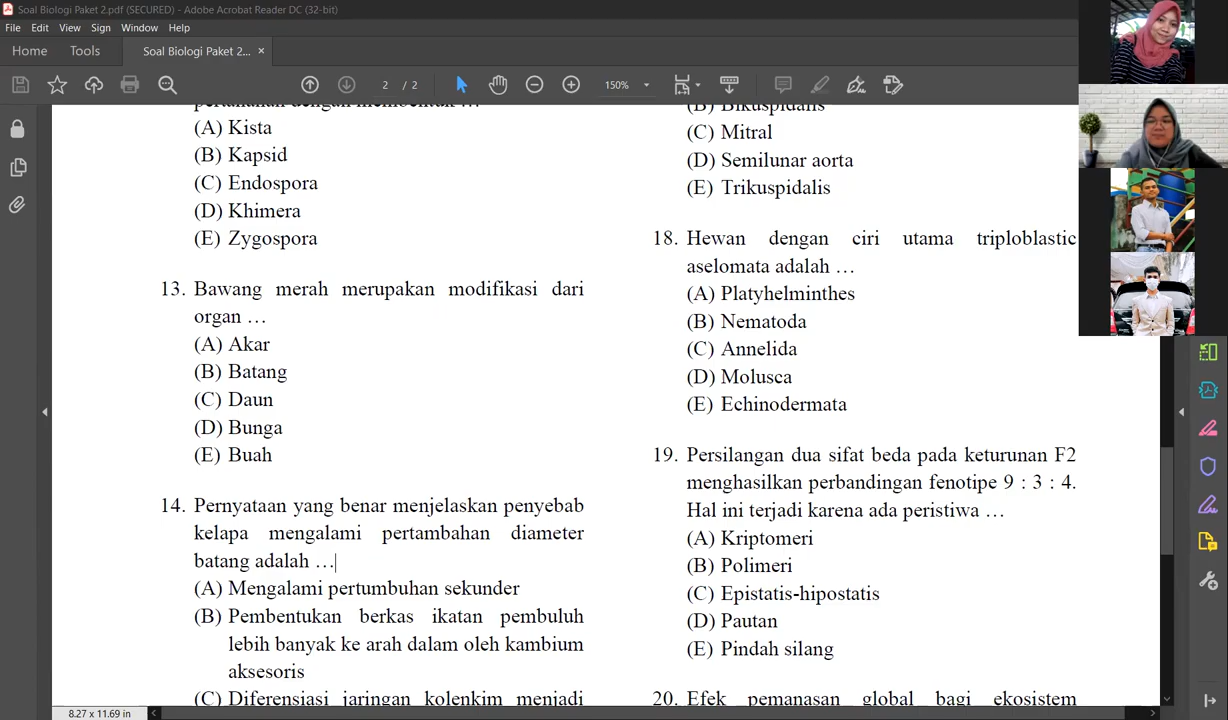 Soal Biologi Paket 2.pdf (SECURED) - Adobe Acrobat Reader DC (32-bit)
File Edit View Sign Window Help
Home Tools Soal Biologi Paket 2... ×
2 / 2 150%
pertahanan dengan membentuk …
(A) Kista
(B) Kapsid
(C) Endospora
(D) Khimera
(E) Zygospora
13. Bawang merah merupakan modifikasi dari
organ …
(A) Akar
(B) Batang
(C) Daun
(D) Bunga
(E) Buah
14. Pernyataan yang benar menjelaskan penyebab
kelapa mengalami pertambahan diameter
batang adalah …
(A) Mengalami pertumbuhan sekunder
(B) Pembentukan berkas ikatan pembuluh
lebih banyak ke arah dalam oleh kambium
aksesoris
(C) Diferensiasi jaringan kolenkim menjadi
(B) Bikuspidalis
(C) Mitral
(D) Semilunar aorta
(E) Trikuspidalis
18. Hewan dengan ciri utama triploblastic
aselomata adalah …
(A) Platyhelminthes
(B) Nematoda
(C) Annelida
(D) Molusca
(E) Echinodermata
19. Persilangan dua sifat beda pada keturunan F2
menghasilkan perbandingan fenotipe 9 : 3 : 4.
Hal ini terjadi karena ada peristiwa …
(A) Kriptomeri
(B) Polimeri
(C) Epistatis-hipostatis
(D) Pautan
(E) Pindah silang
20. Efek pemanasan global bagi ekosistem
8.27 x 11.69 in